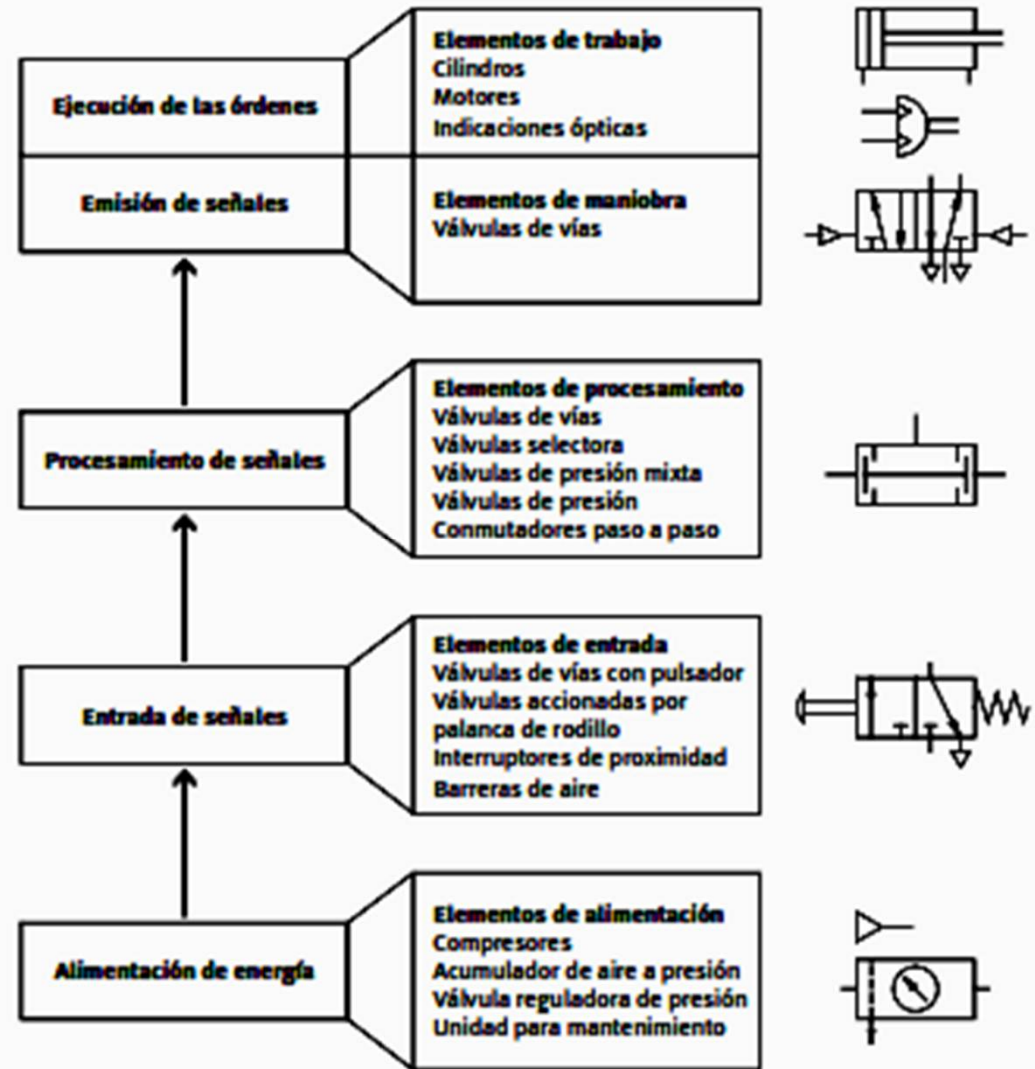 Ejecución de las órdenes
Elementos de trabajo
Cilindros
Motores
Indicaciones ópticas
Emisión de señales
Elementos de maniobra
Válvulas de vías
Procesamiento de señales
Elementos de procesamiento
Válvulas de vías
Válvulas selectora
Válvulas de presión mixta
Válvulas de presión
Conmutadores paso a paso
Entrada de señales
Elementos de entrada
Válvulas de vías con pulsador
Válvulas accionadas por
palanca de rodillo
Interruptores de proximidad
Barreras de aire
Alimentación de energía
Elementos de alimentación
Compresores
Acumulador de aire a presión
Válvula reguladora de presión
Unidad para mantenimiento